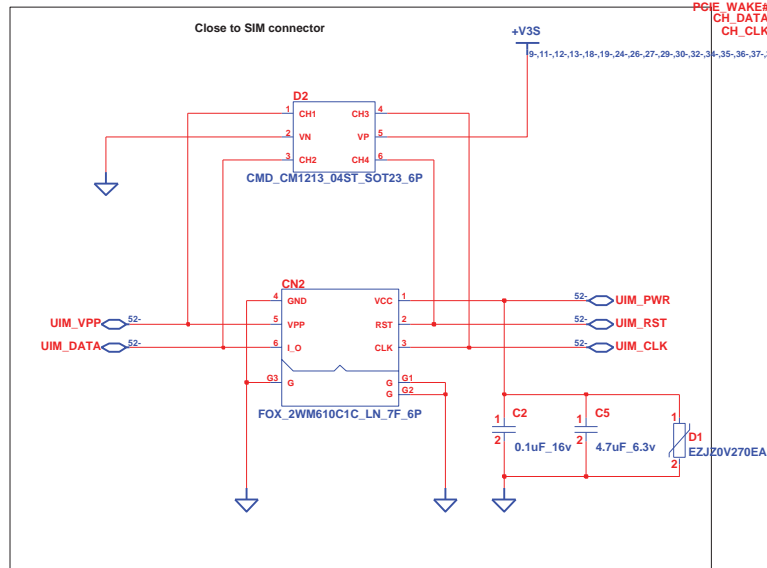 PCIE_WAKE#
CH_DATA
CH_CLK
Close to SIM connector
+V3S
9-,11-,12-,13-,18-,19-,24-,26-,27-,29-,30-,32-,34-,35-,36-,37-,
D2
1 CH1 CH3 4
2 VN VP 5
3 CH2 CH4 6
CMD_CM1213_04ST_SOT23_6P
CN2
4 GND VCC 1 UIM_PWR 52-
UIM_VPP 52- 5 VPP RST 2 52- UIM_RST
UIM_DATA 52- 6 I_O CLK 3 52- UIM_CLK
G3 G G G1
G G2
FOX_2WM610C1C_LN_7F_6P
1 C2 1 C5 1
2 2 D1
0.1uF_16v 4.7uF_6.3v 2 EZJZ0V270EA